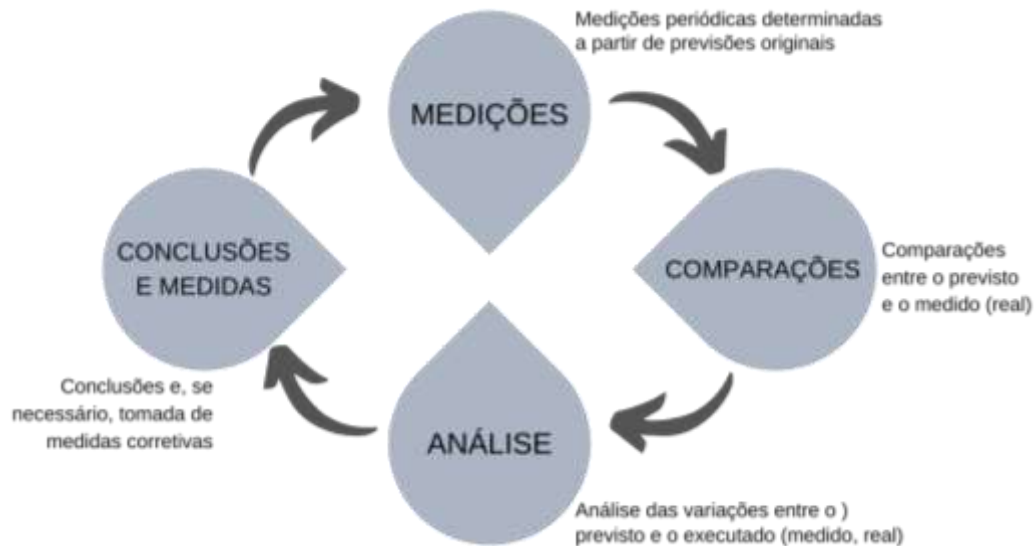 Medições periódicas determinadas
a partir de previsões originais
MEDIÇÕES
CONCLUSÕES
E MEDIDAS
COMPARAÇÕES
Comparações
entre o previsto
e o medido (real)
Conclusões e, se
necessário, tomada de
medidas corretivas
ANÁLISE
Análise das variações entre o )
previsto e o executado (medido, real)